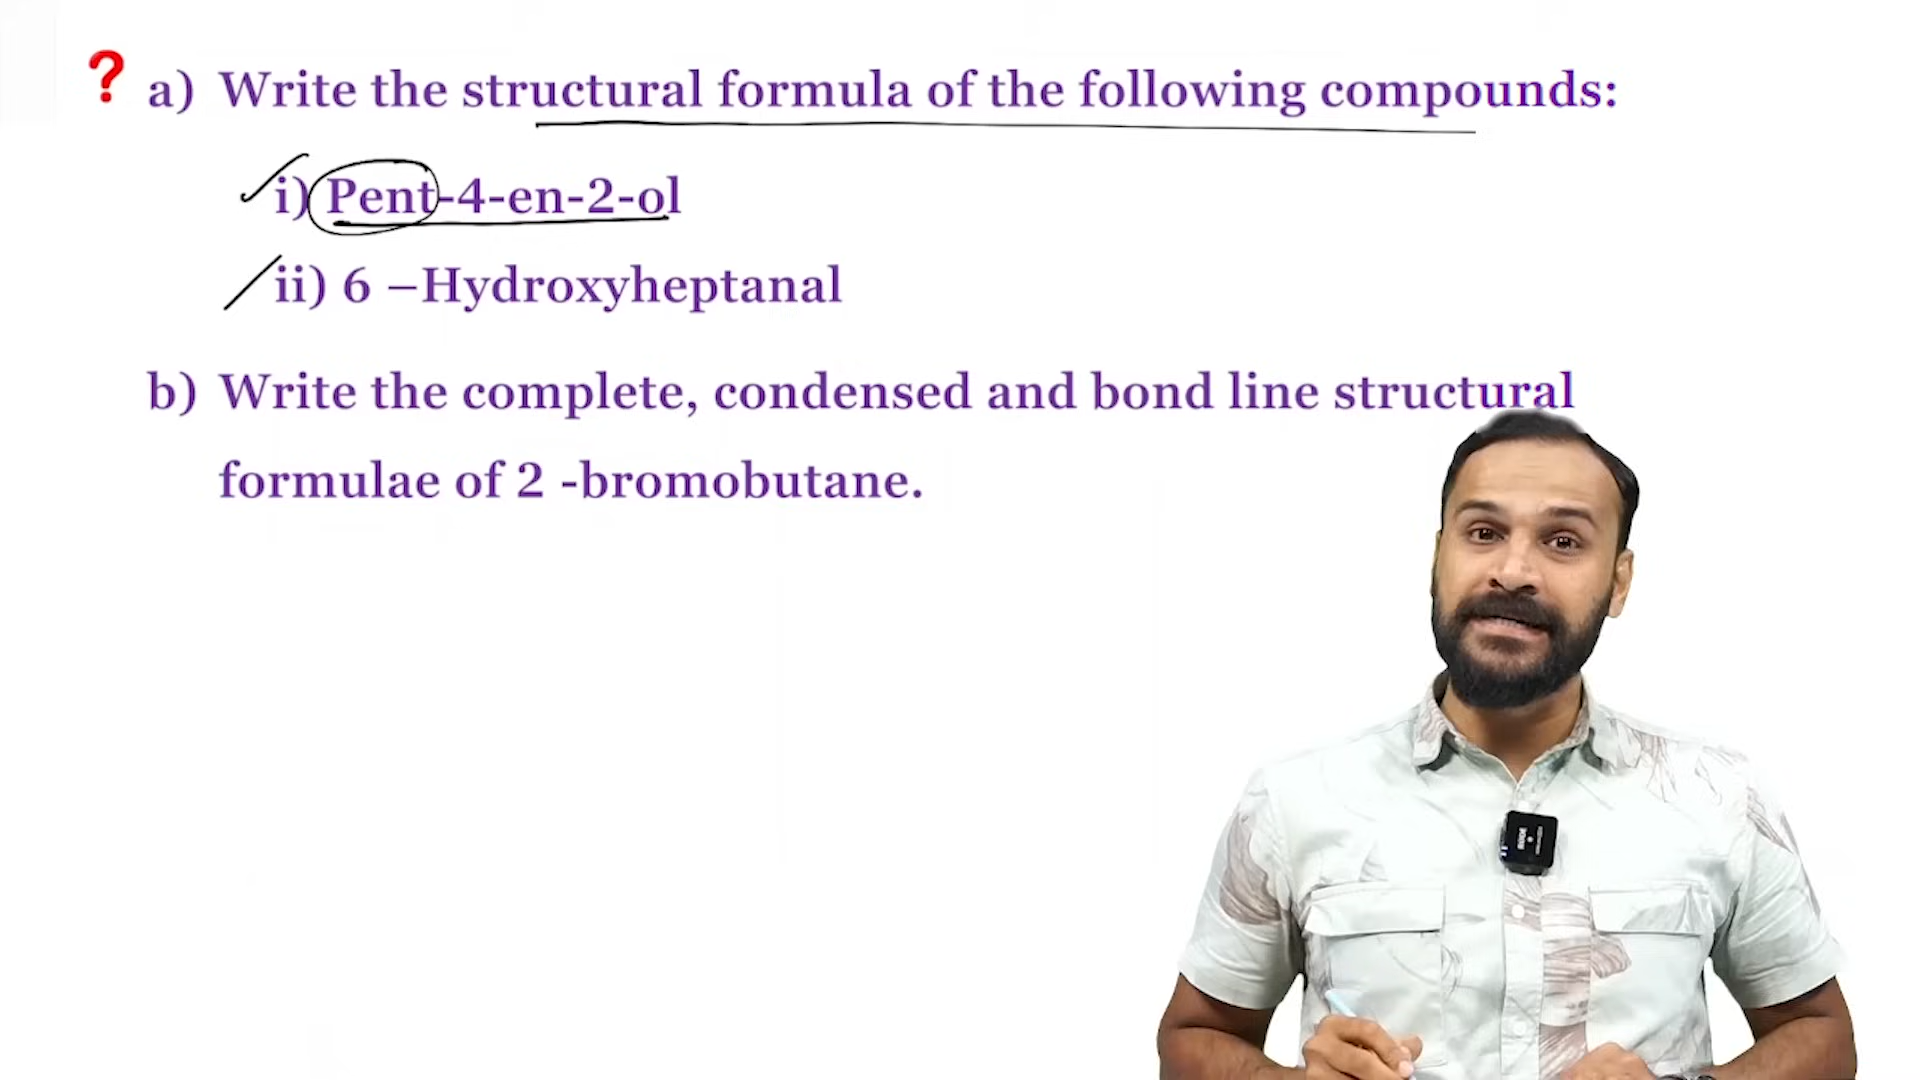 ? a) Write the structural formula of the following compounds:
i) Pent-4-en-2-ol
ii) 6 –Hydroxyheptanal
b) Write the complete, condensed and bond line structural
formulae of 2 -bromobutane.